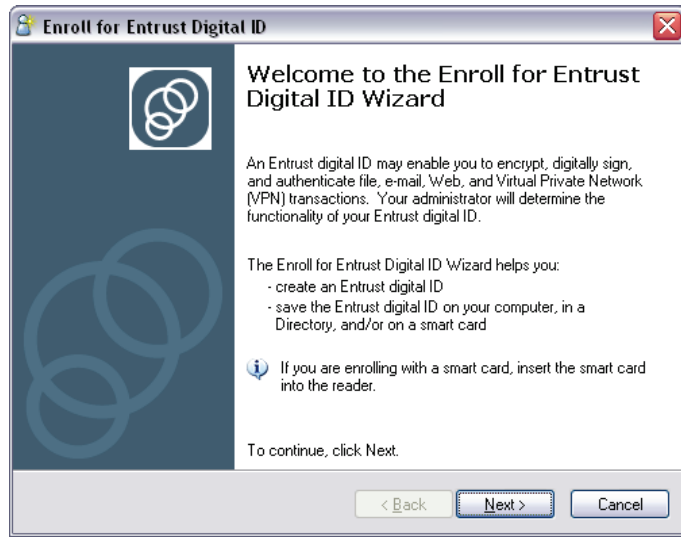 Enroll for Entrust Digital ID
Welcome to the Enroll for Entrust
Digital ID Wizard
An Entrust digital ID may enable you to encrypt, digitally sign,
and authenticate file, e-mail, Web, and Virtual Private Network
(VPN) transactions.  Your administrator will determine the
functionality of your Entrust digital ID.
The Enroll for Entrust Digital ID Wizard helps you:
- create an Entrust digital ID
- save the Entrust digital ID on your computer, in a
Directory, and/or on a smart card
If you are enrolling with a smart card, insert the smart card
into the reader.
To continue, click Next.
< Back
Next >
Cancel